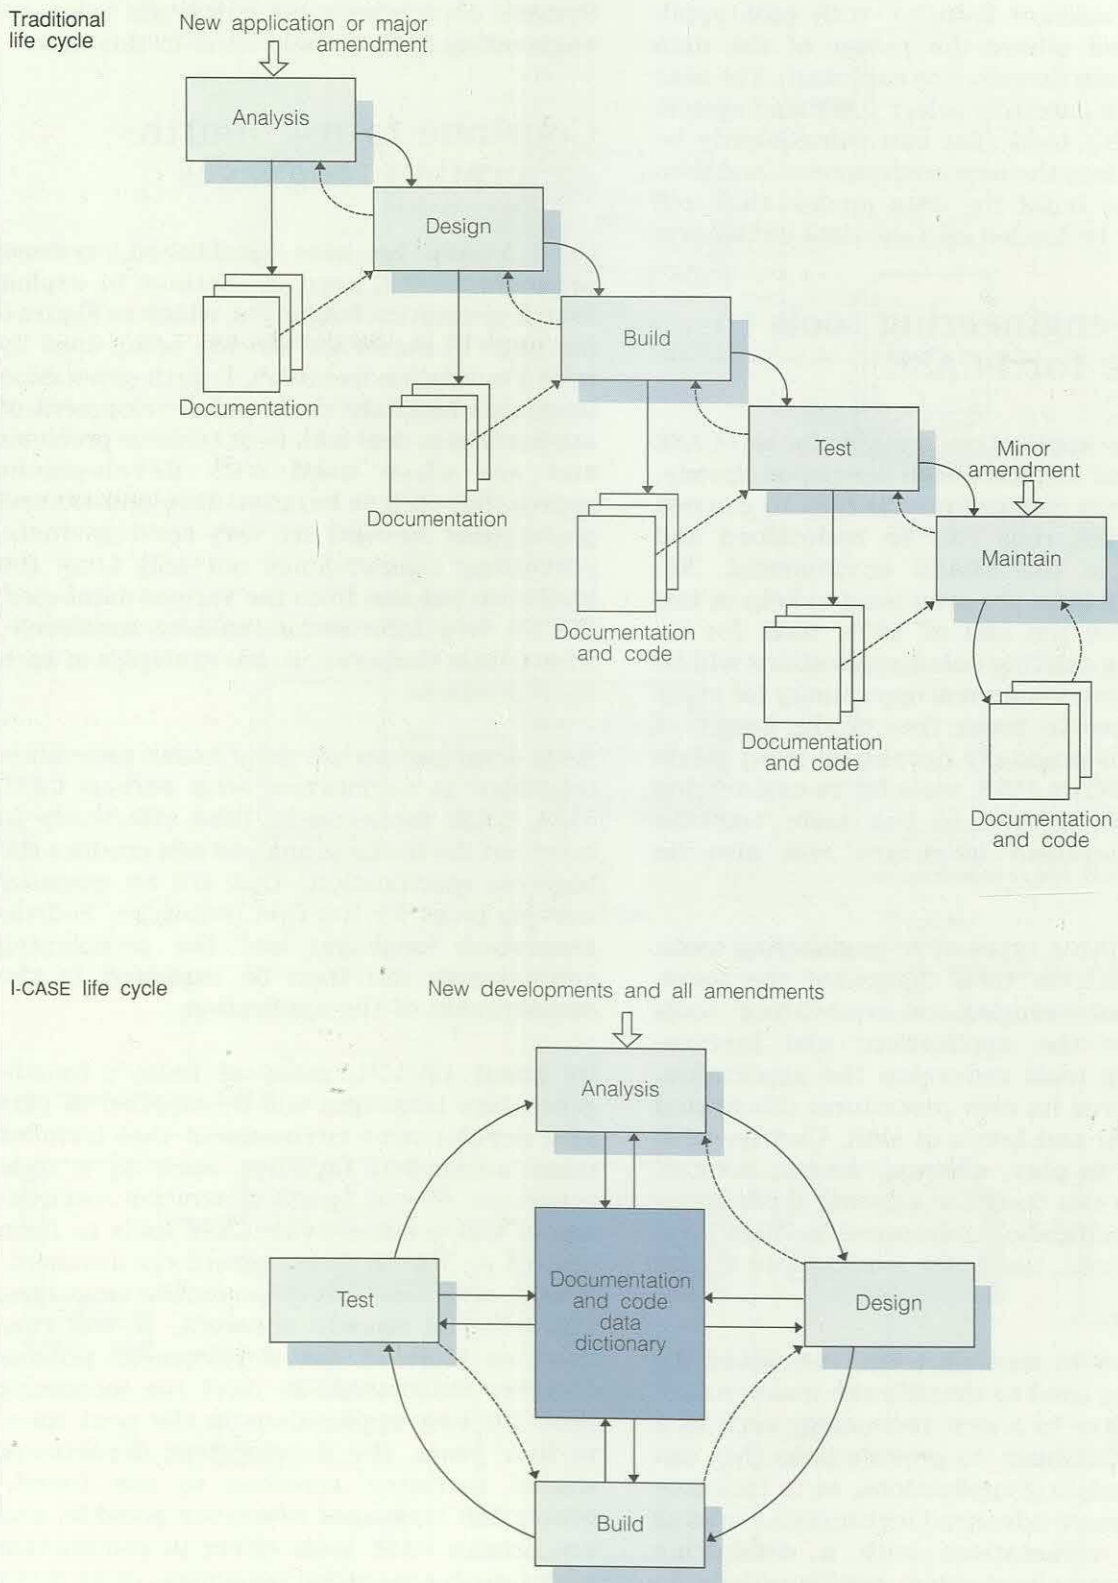 Traditional
life cycle
New application or major
amendment
Analysis
Design
Build
Documentation
Test
Minor
amendment
Documentation
Maintain
Documentation
and code
Documentation
and code
Documentation
and code
I-CASE life cycle
New developments and all amendments
Analysis
Test
Documentation
and code
data
dictionary
Design
Build